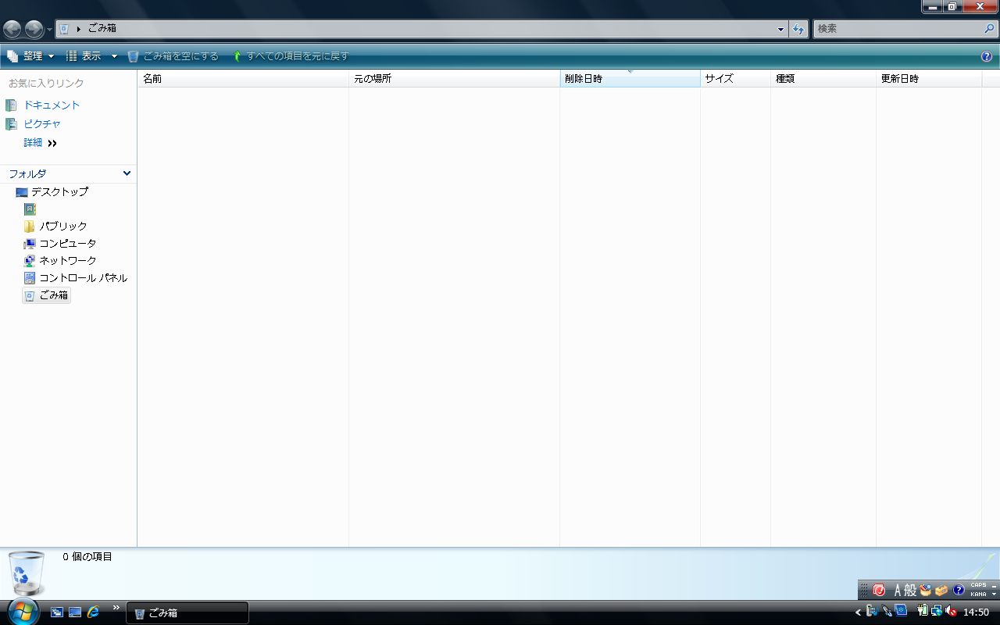 ごみ箱
検索
整理 表示 ごみ箱を空にする すべての項目を元に戻す
お気に入りリンク
ドキュメント
ピクチャ
詳細
フォルダ
デスクトップ
パブリック
コンピュータ
ネットワーク
コントロール パネル
ごみ箱
名前 元の場所 削除日時 サイズ 種類 更新日時
0 個の項目
A 般 CAPS
KANA
ごみ箱
14:50